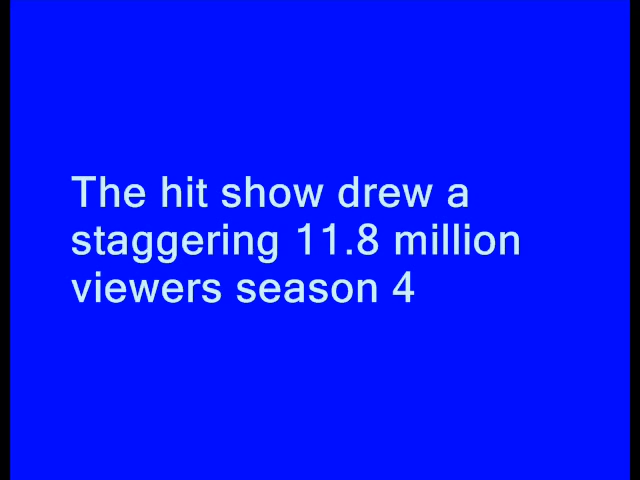 The hit show drew a
staggering 11.8 million
viewers season 4